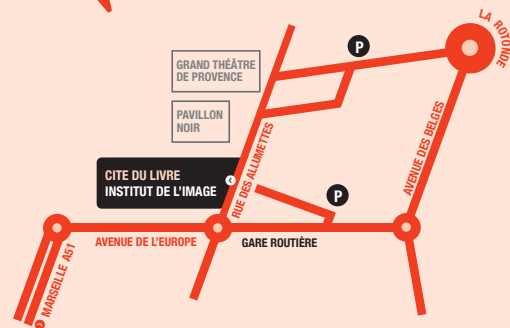 LA ROTONDE
P
GRAND THÉÂTRE
DE PROVENCE
PAVILLON
NOIR
RUE DES ALLUMETTES
AVENUE DES BELGES
CITE DU LIVRE
INSTITUT DE L'IMAGE
P
AVENUE DE L'EUROPE
GARE ROUTIÈRE
MARSEILLE A51